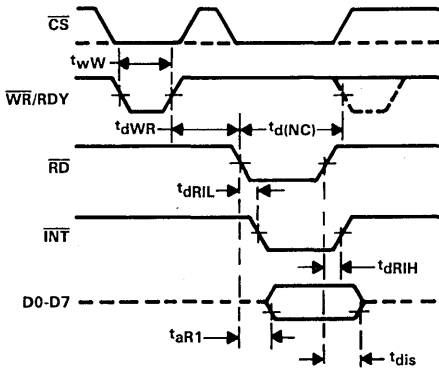 CS
twW
WR/RDY
tdWR
td(NC)
RD
tdRIL
INT
tdRIH
D0-D7
taR1
tdis